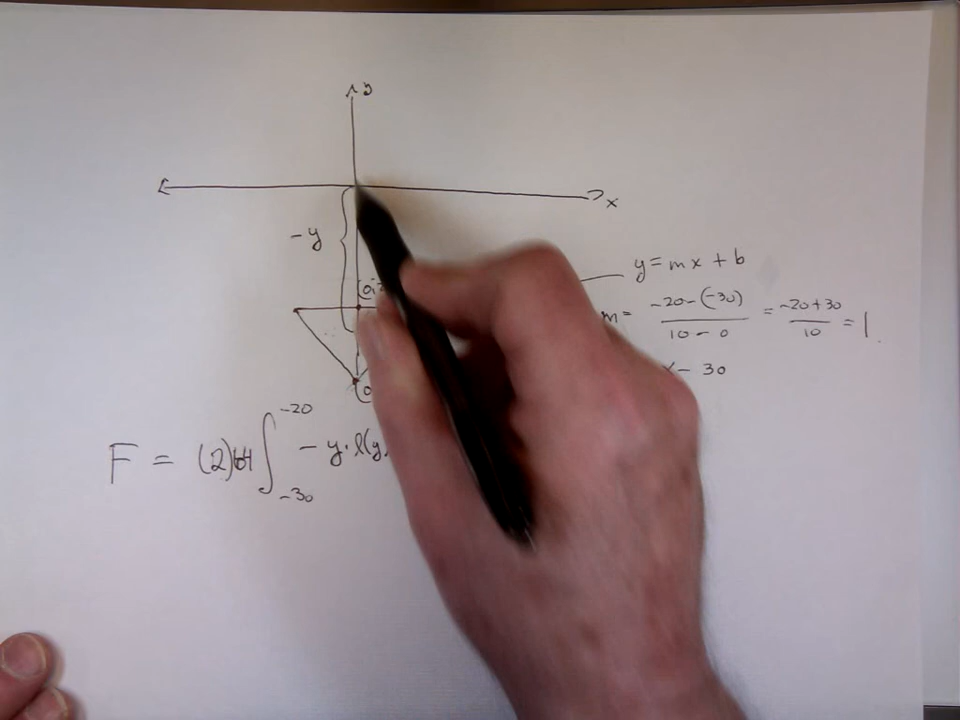 y
x
-y
y = mx + b
m = -20-(-30) / 10 - 0 = -20+30 / 10 = 1
x - 30
F = (2)64 ∫_{-30}^{-20} - y · l(y)